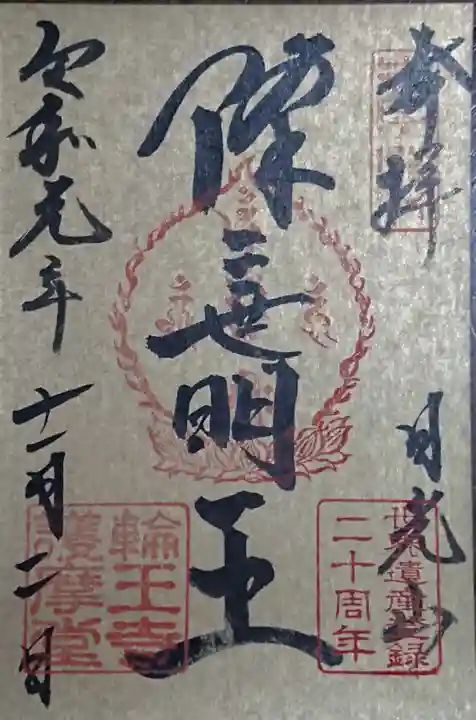 奉拝
日光山
世界遺産登録
二十周年
降三世明王
輪王寺
護摩堂
令和元年十一月二日